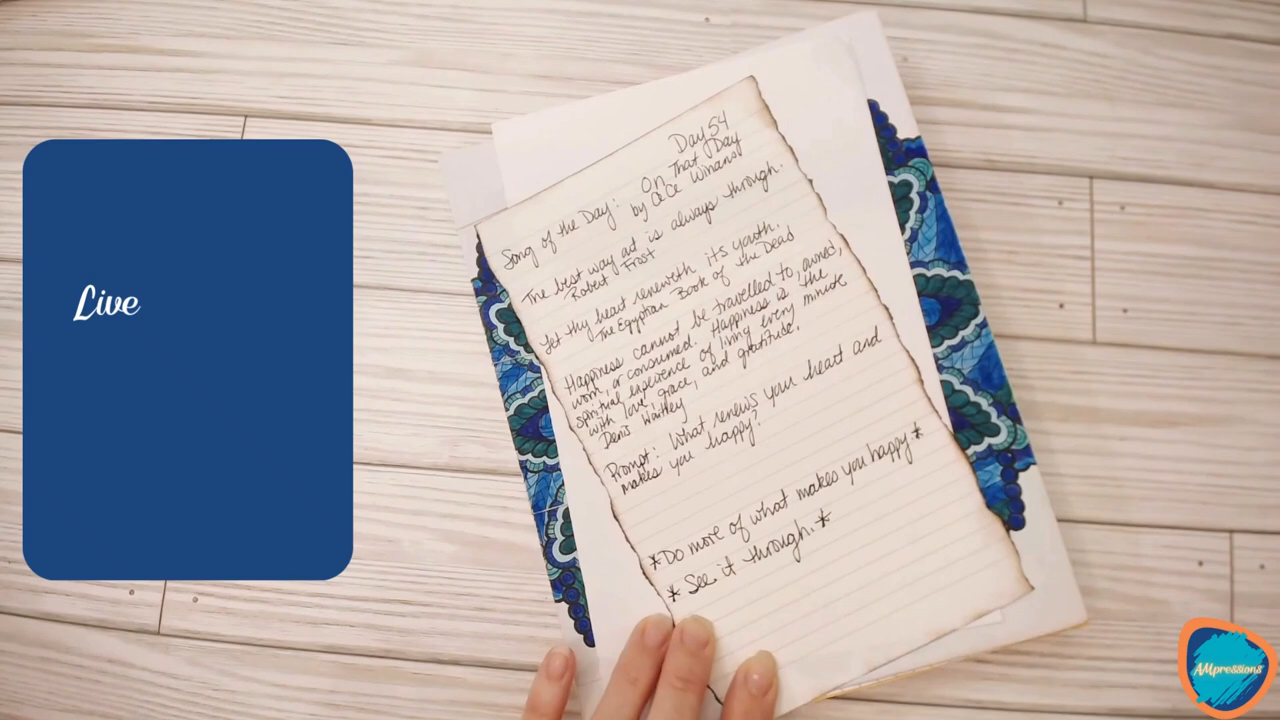 Live
Day 54
Song of the Day: On That Day
by CeCe Winans
The best way out is always through.
Robert Frost
Let thy heart reneweth its youth.
The Egyptian Book of the Dead
Happiness cannot be travelled to, owned,
worn, or consumed. Happiness is the
spiritual experience of living every minute
with love, grace, and gratitude.
Denis Waitley
Prompt: What renews your heart and
makes you happy?
*Do more of what makes you happy*
*See it through.*
AMpressions